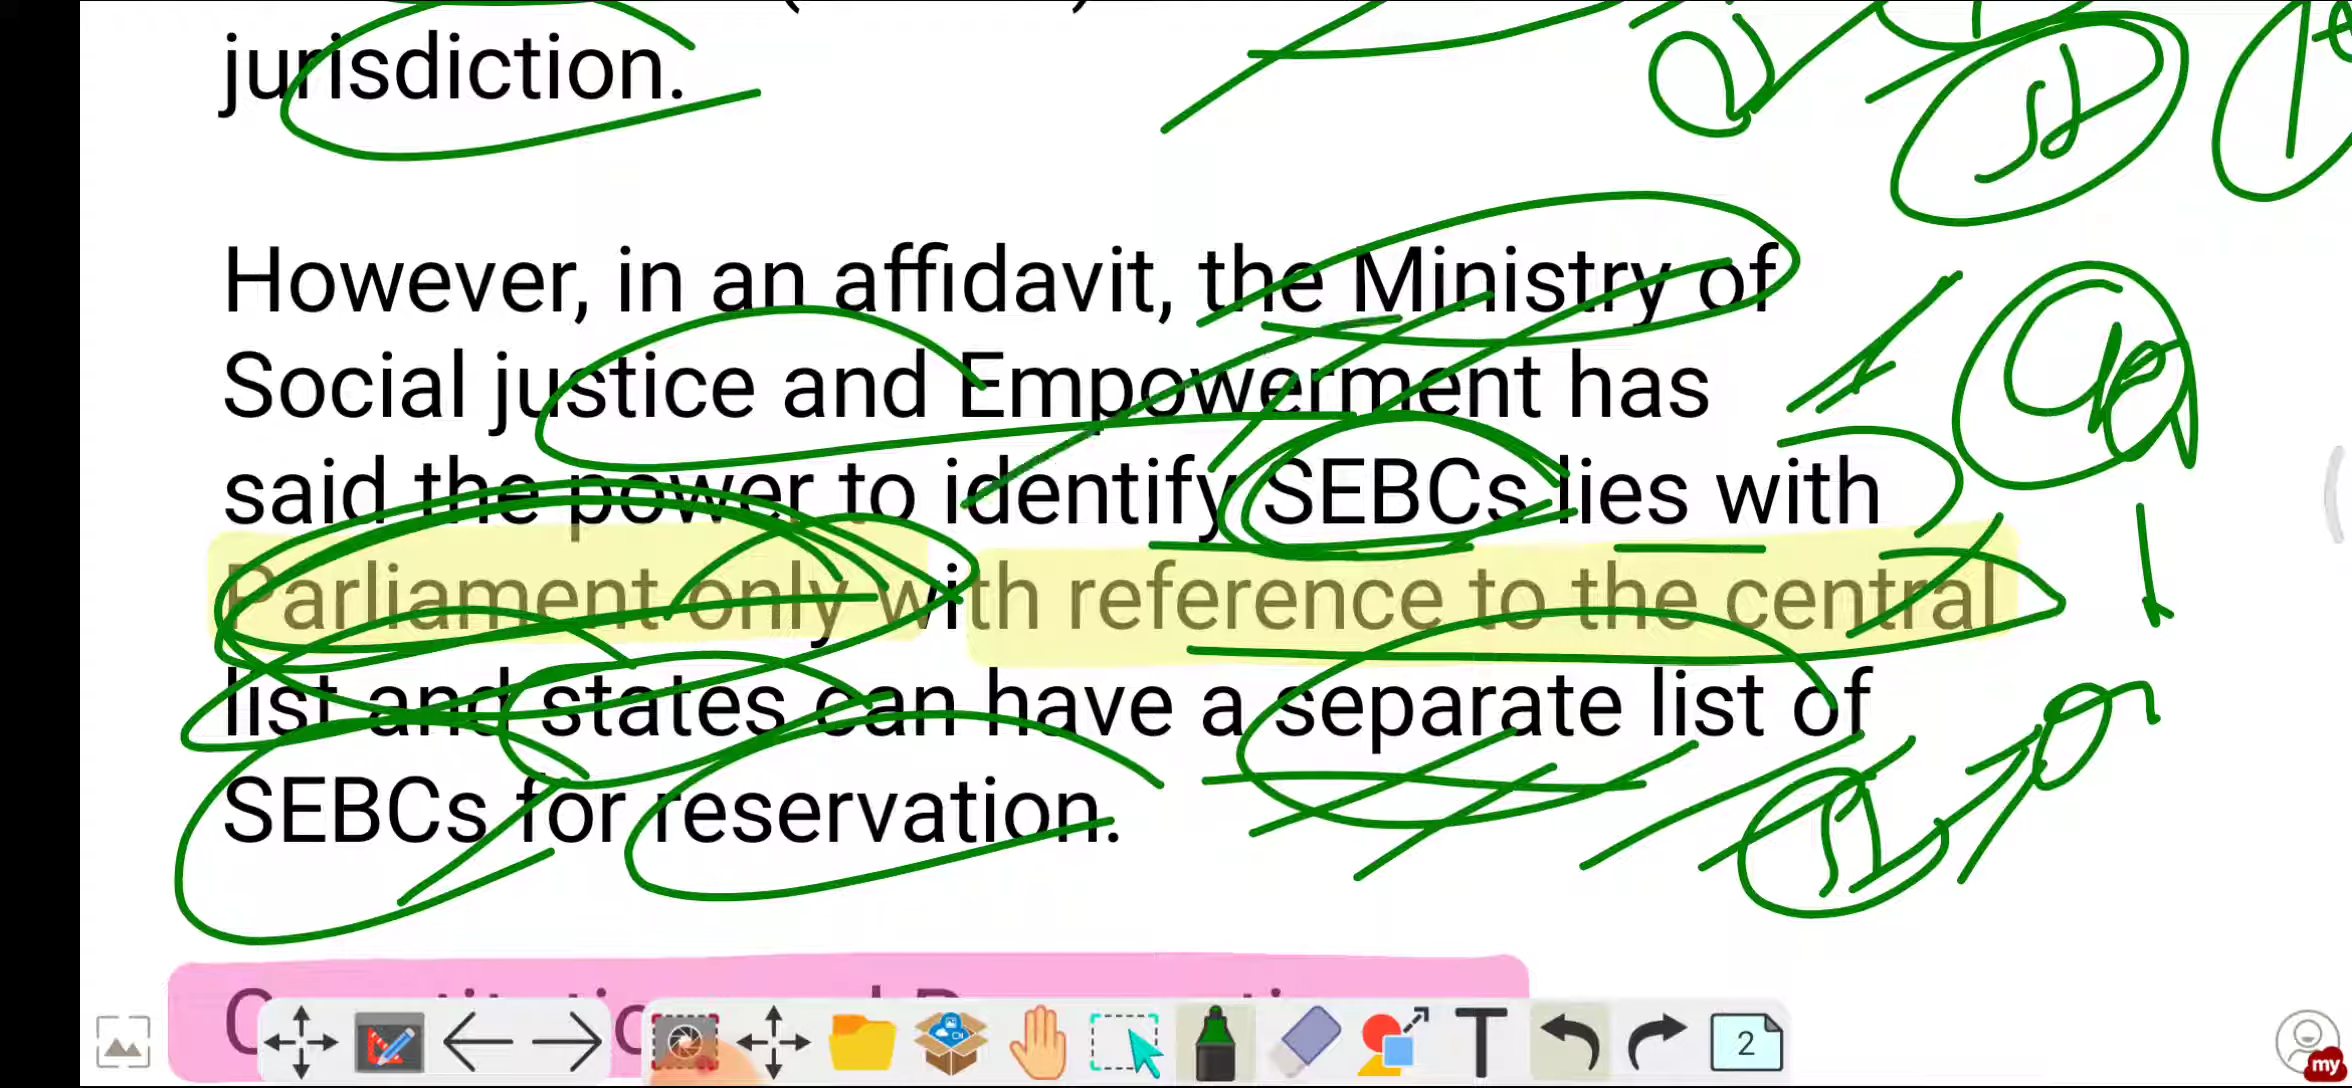 jurisdiction.
However, in an affidavit, the Ministry of
Social justice and Empowerment has
said the power to identify SEBCs lies with
Parliament only with reference to the central
list and states can have a separate list of
SEBCs for reservation.
T
2
my